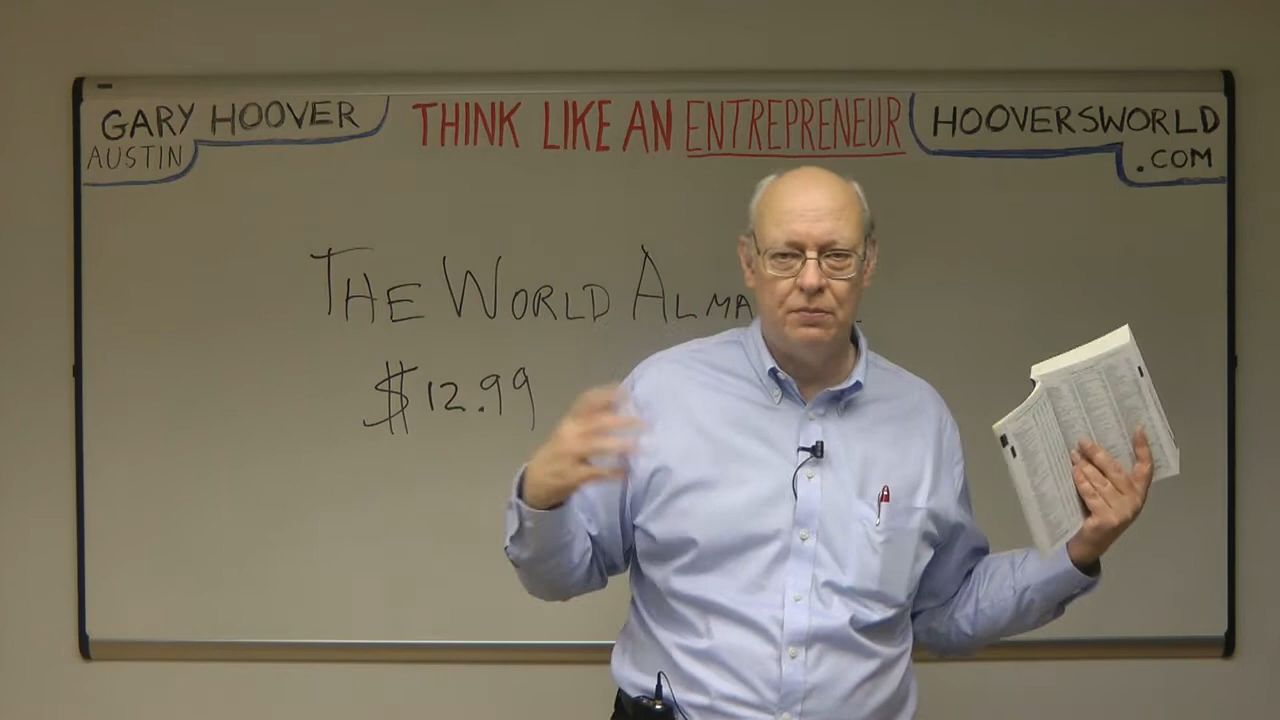 GARY HOOVER
AUSTIN
THINK LIKE AN ENTREPRENEUR
HOOVERSWORLD
.COM
THE WORLD ALMA
$12.99